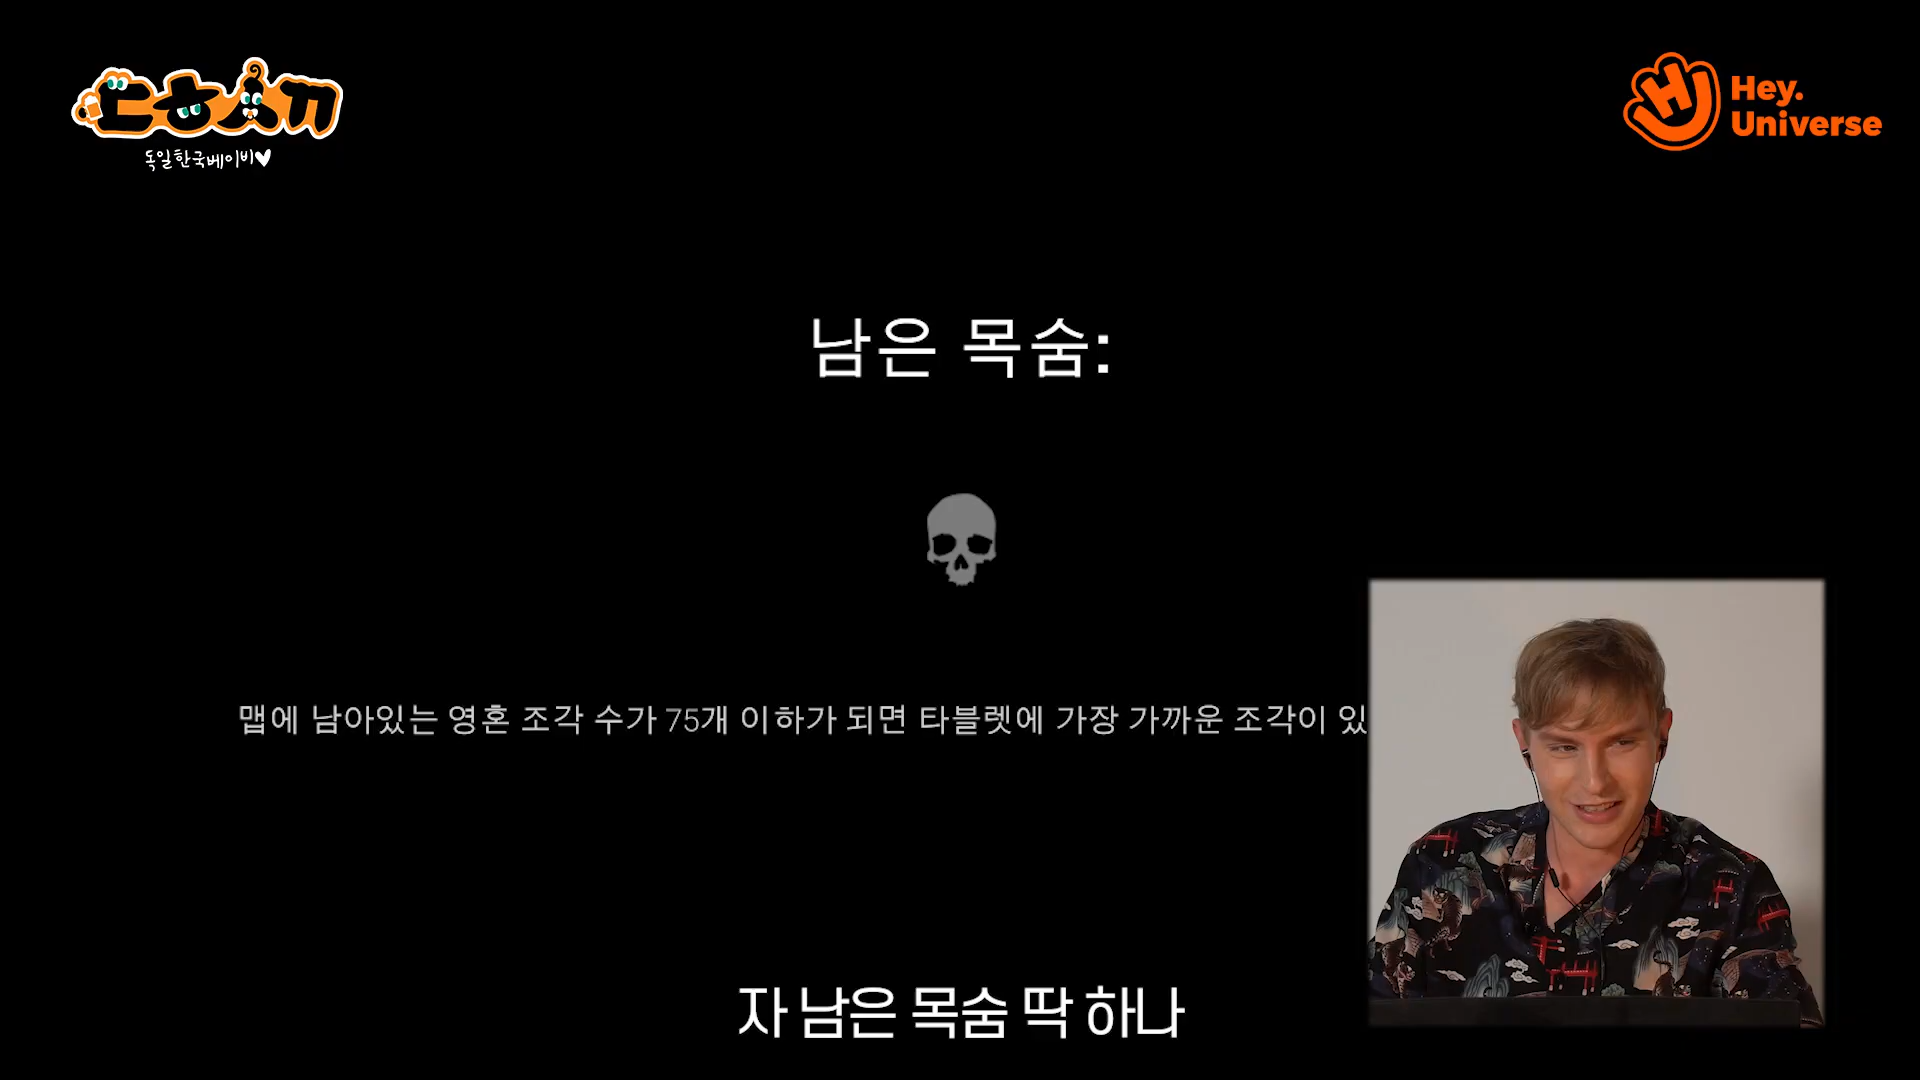 독일한국베이비♥
Hey.
Universe
남은 목숨:
맵에 남아있는 영혼 조각 수가 75개 이하가 되면 타블렛에 가장 가까운 조각이 있
자 남은 목숨 딱 하나